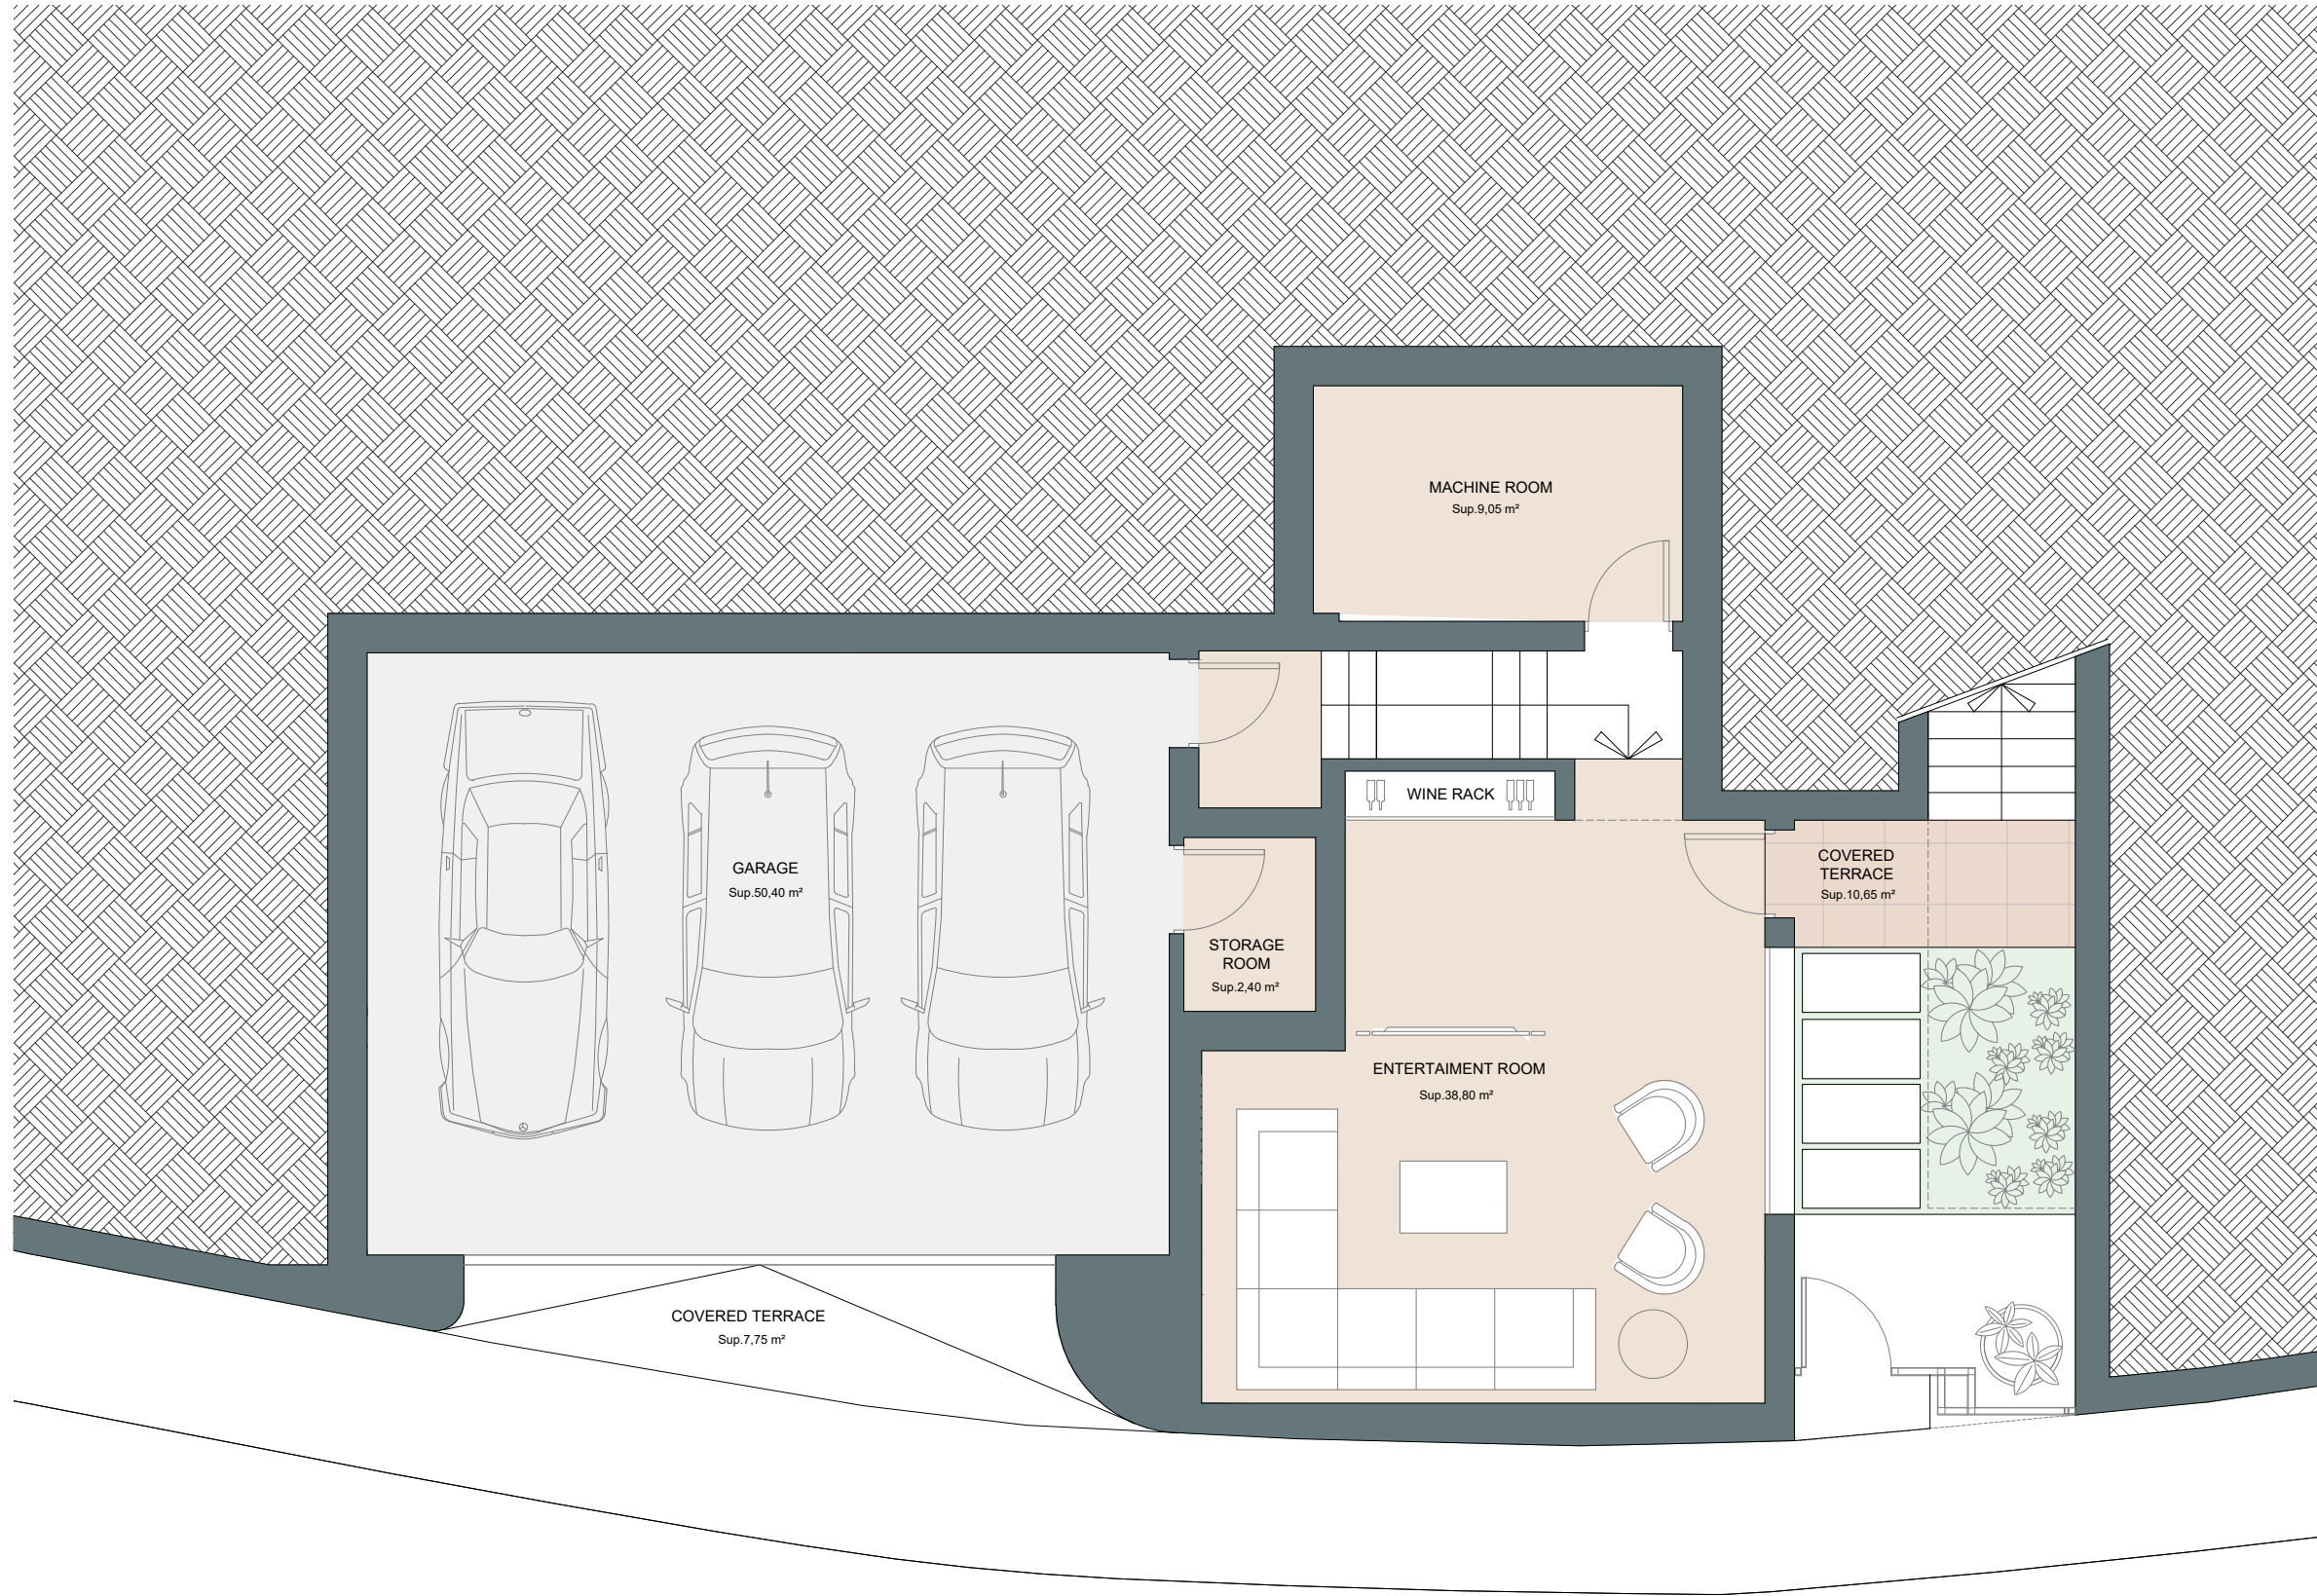 MACHINE ROOM
Sup.9,05 m²
WINE RACK
GARAGE
Sup.50,40 m²
COVERED
TERRACE
Sup.10,65 m²
STORAGE
ROOM
Sup.2,40 m²
ENTERTAIMENT ROOM
Sup.38,80 m²
COVERED TERRACE
Sup.7,75 m²